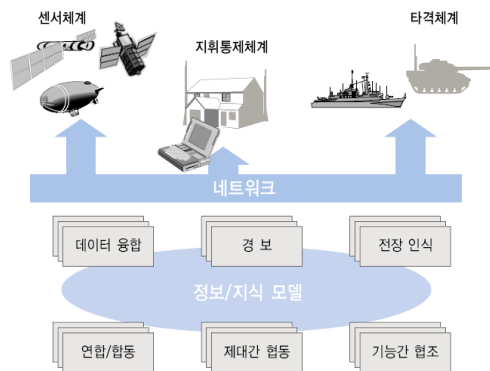 센서체계
지휘통제체계
타격체계
네트워크
데이터 융합
경 보
전장 인식
정보/지식 모델
연합/합동
제대간 협동
기능간 협조